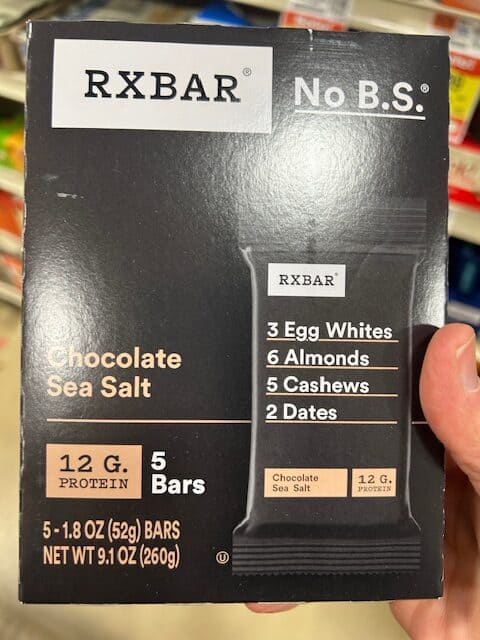 RXBAR®
No B.S.®
RXBAR®
3 Egg Whites
6 Almonds
5 Cashews
2 Dates
Chocolate
Sea Salt
12 G.
PROTEIN
Chocolate
Sea Salt
12 G.
PROTEIN
5
Bars
5 - 1.8 OZ (52g) BARS
NET WT 9.1 OZ (260g)
U